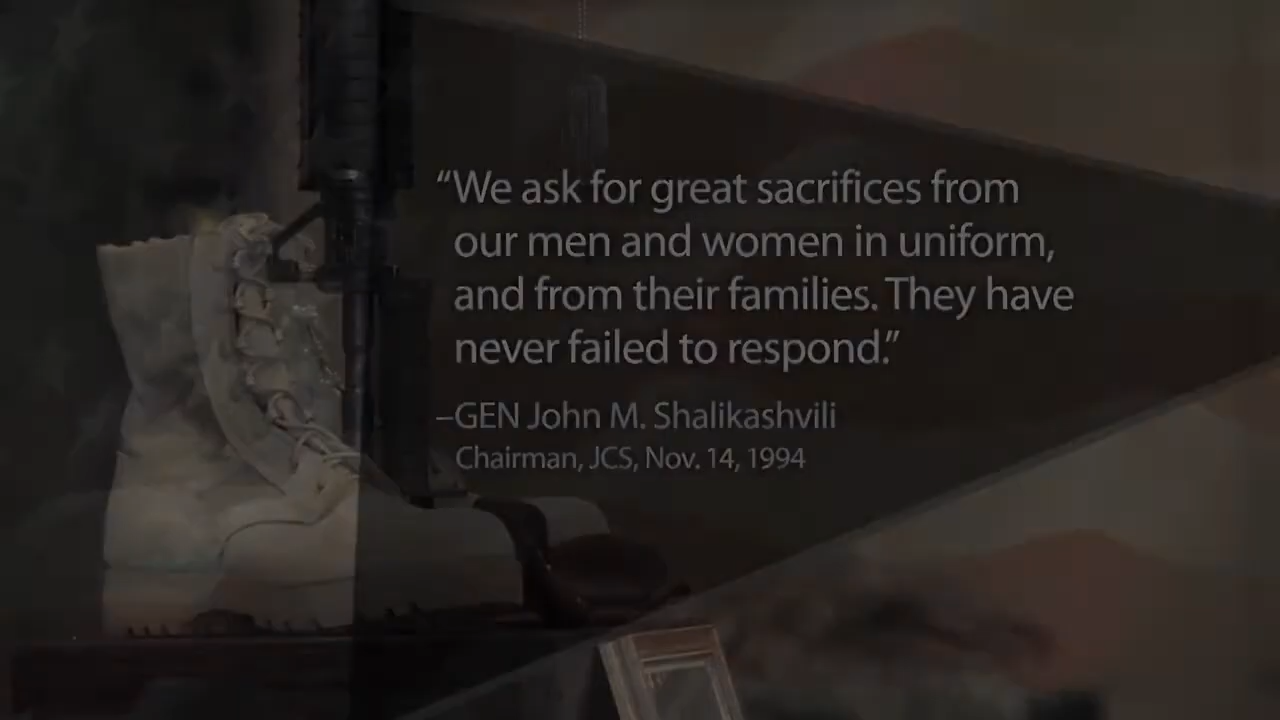 “We ask for great sacrifices from
our men and women in uniform,
and from their families. They have
never failed to respond.”
–GEN John M. Shalikashvili
Chairman, JCS, Nov. 14, 1994